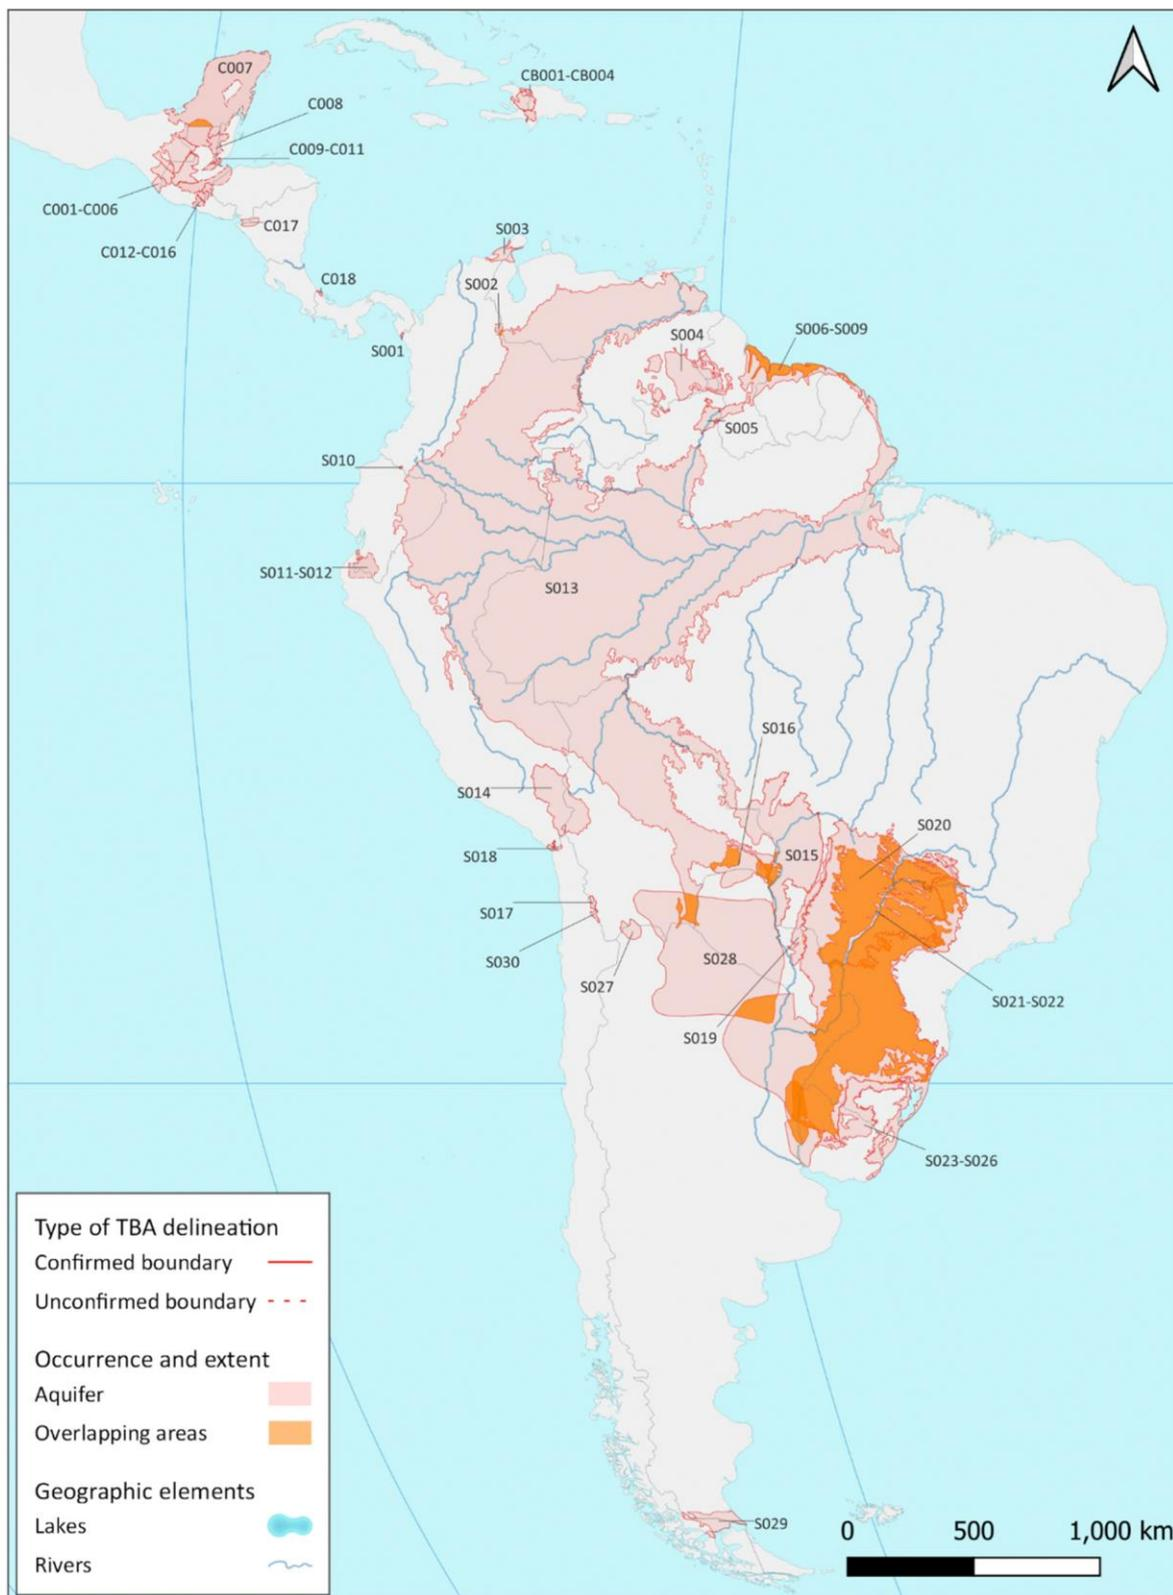 C007
CB001-CB004
C008
C009-C011
C001-C006
C017
C012-C016
S003
C018
S002
S001
S004
S006-S009
S005
S010
S011-S012
S013
S016
S014
S020
S015
S018
S017
S028
S030
S027
S021-S022
S019
S023-S026
Type of TBA delineation
Confirmed boundary
Unconfirmed boundary
Occurrence and extent
Aquifer
Overlapping areas
Geographic elements
Lakes
Rivers
S029
0 500 1,000 km